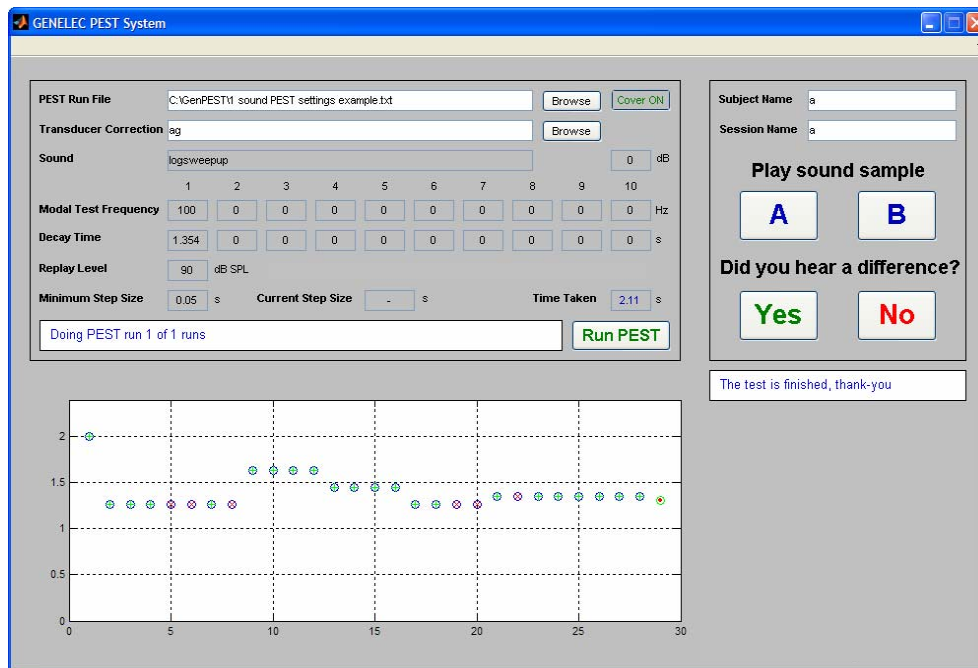 GENELEC PEST System
PEST Run File C:\GenPEST\1 sound PEST settings example.txt Browse Cover ON
Transducer Correction ag Browse
Sound logsweepup 0 dB
1 2 3 4 5 6 7 8 9 10
Modal Test Frequency 100 0 0 0 0 0 0 0 0 0 Hz
Decay Time 1.354 0 0 0 0 0 0 0 0 0 s
Replay Level 90 dB SPL
Minimum Step Size 0.05 s Current Step Size - s Time Taken 2.11 s
Doing PEST run 1 of 1 runs Run PEST
Subject Name a
Session Name a
Play sound sample
A B
Did you hear a difference?
Yes No
The test is finished, thank-you
2
1.5
1
0.5
0
0 5 10 15 20 25 30